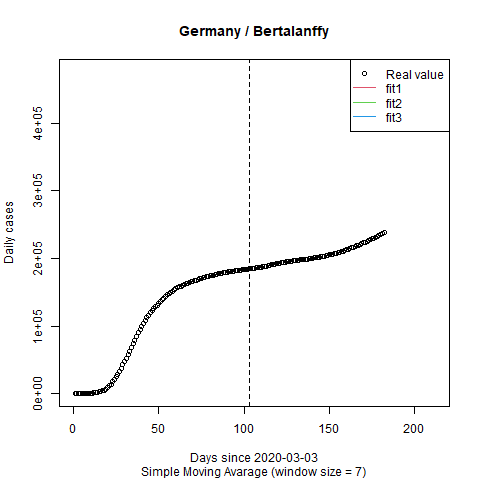 Germany / Bertalanffy
Real value
fit1
fit2
fit3
Daily cases
4e+05
3e+05
2e+05
1e+05
0e+00
0 50 100 150 200
Days since 2020-03-03
Simple Moving Avarage (window size = 7)